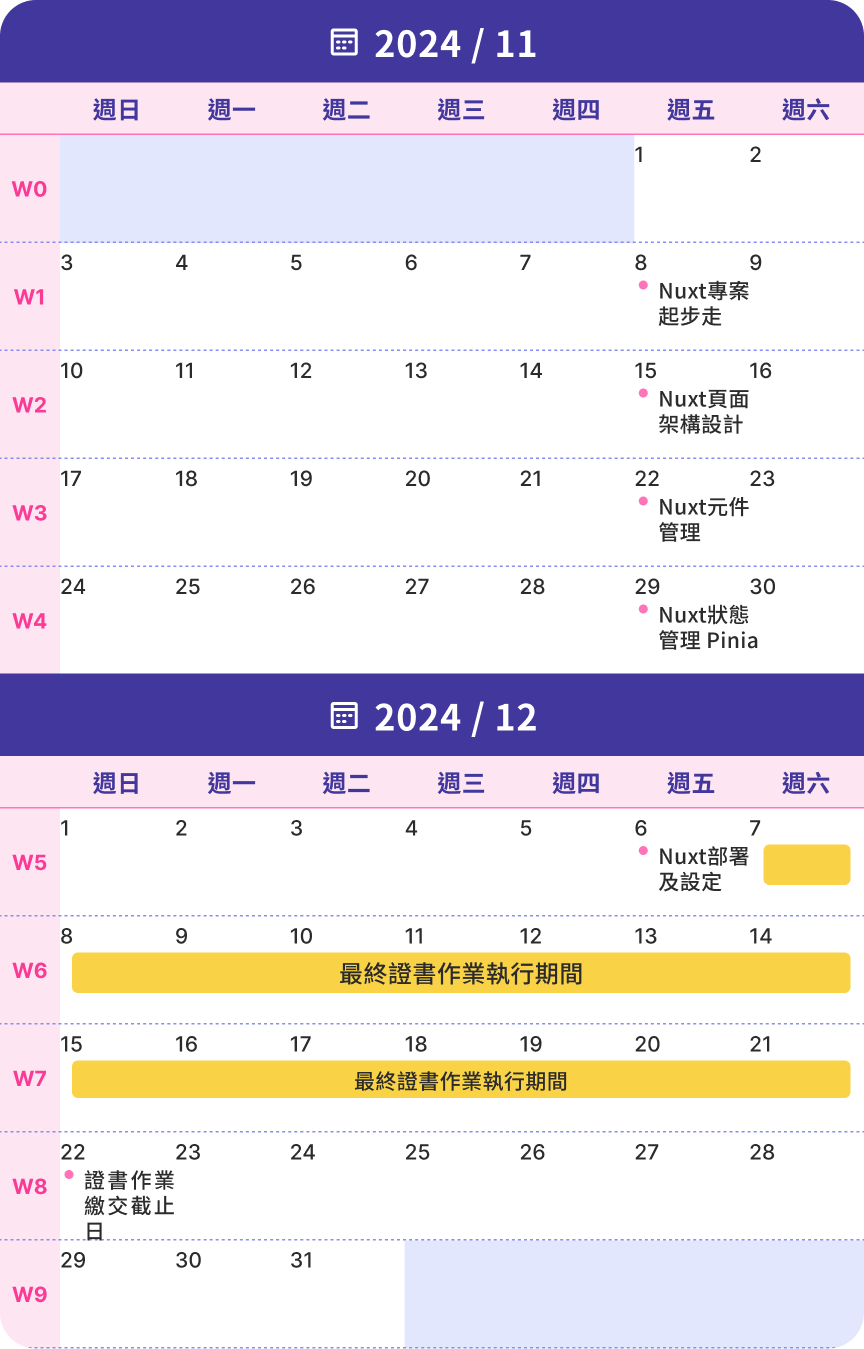 2024 / 11
週日 週一 週二 週三 週四 週五 週六
W0
1 2
W1
3 4 5 6 7 8 9
Nuxt專案
起步走
W2
10 11 12 13 14 15 16
Nuxt頁面
架構設計
W3
17 18 19 20 21 22 23
Nuxt元件
管理
W4
24 25 26 27 28 29 30
Nuxt狀態
管理 Pinia
2024 / 12
週日 週一 週二 週三 週四 週五 週六
W5
1 2 3 4 5 6 7
Nuxt部署
及設定
W6
8 9 10 11 12 13 14
最終證書作業執行期間
W7
15 16 17 18 19 20 21
最終證書作業執行期間
W8
22 23 24 25 26 27 28
證書作業
繳交截止
日
W9
29 30 31